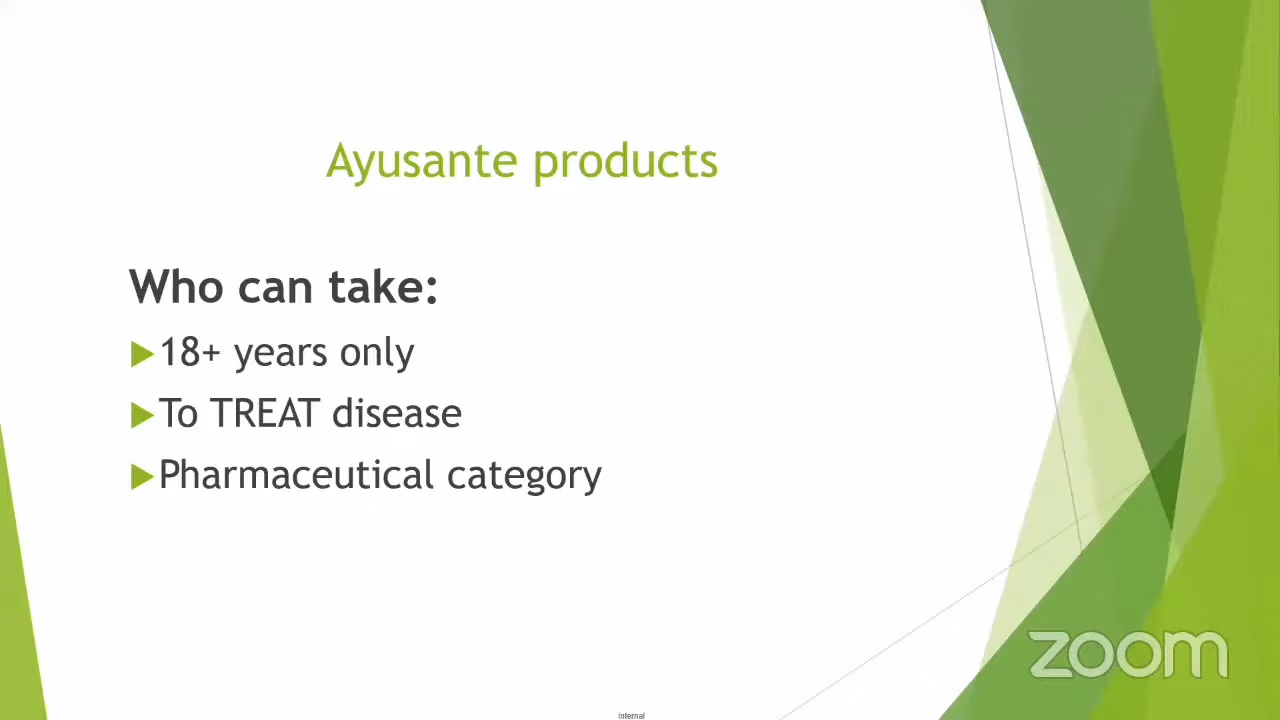 Ayusante products
Who can take:
18+ years only
To TREAT disease
Pharmaceutical category
zoom
Internal